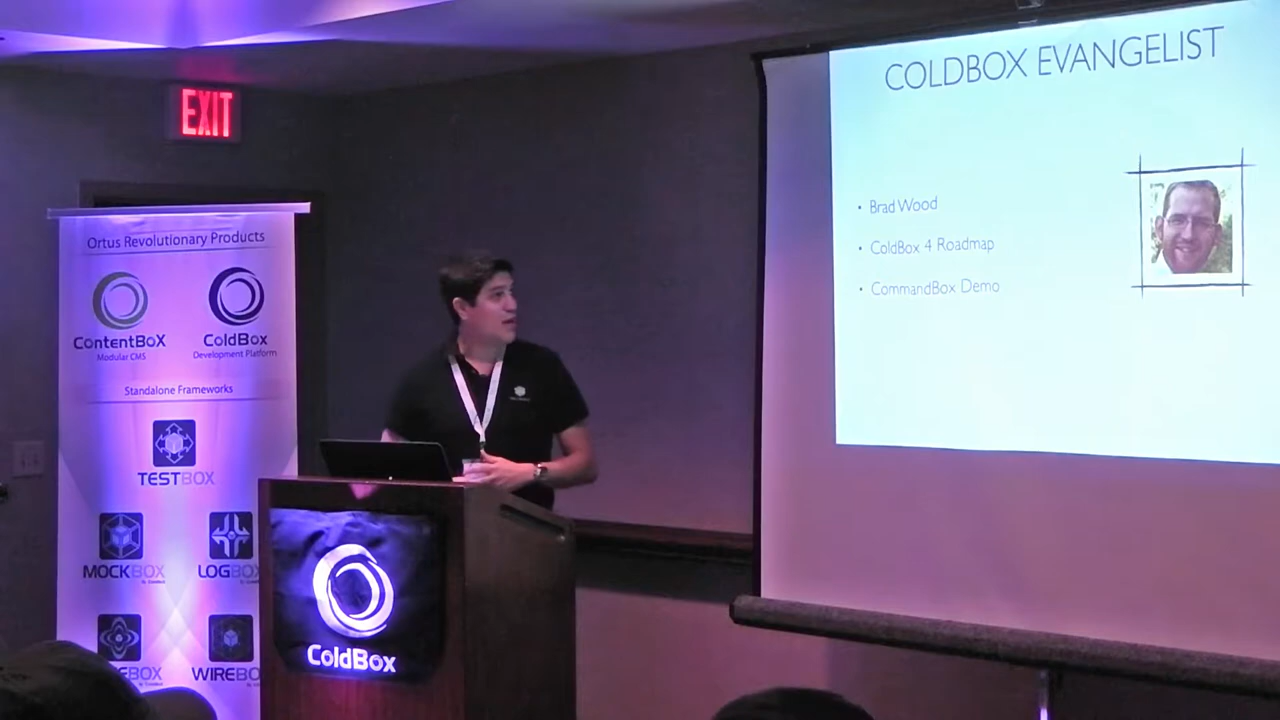 EXIT
Ortus Revolutionary Products
ContentBox
Modular CMS
ColdBox
Development Platform
Standalone Frameworks
TESTBOX
MOCKBOX
LOGBOX
WIREBO
ColdBox
COLDBOX EVANGELIST
• Brad Wood
• ColdBox 4 Roadmap
• CommandBox Demo